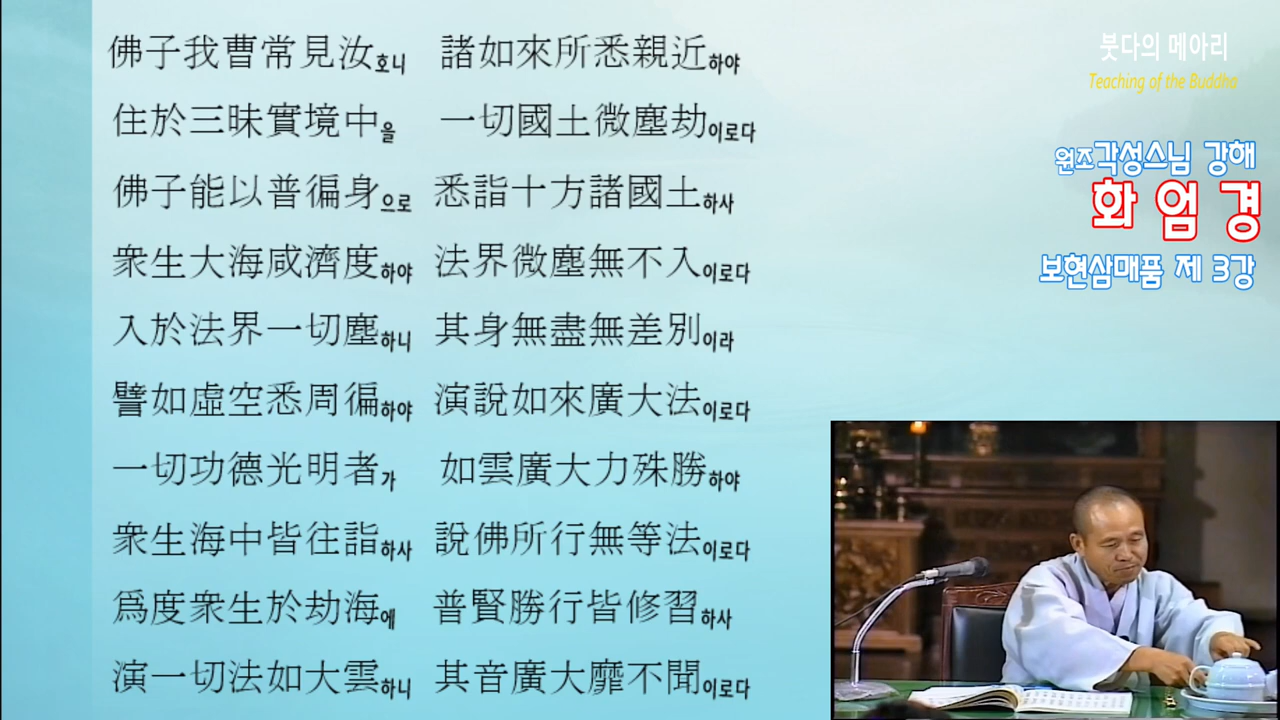 佛子我曹常見汝호니 諸如來所悉親近하야
住於三昧實境中을 一切國土微塵劫이로다
佛子能以普徧身으로 悉詣十方諸國土하사
衆生大海咸濟度하야 法界微塵無不入이로다
入於法界一切塵하니 其身無盡無差別이라
譬如虛空悉周徧하야 演說如來廣大法이로다
一切功德光明者가 如雲廣大力殊勝하야
衆生海中皆往詣하사 說佛所行無等法이로다
爲度衆生於劫海에 普賢勝行皆修習하사
演一切法如大雲하니 其音廣大靡不聞이로다
붓다의 메아리
Teaching of the Buddha
원조각성스님 강해
화엄경
보현삼매품 제 3강